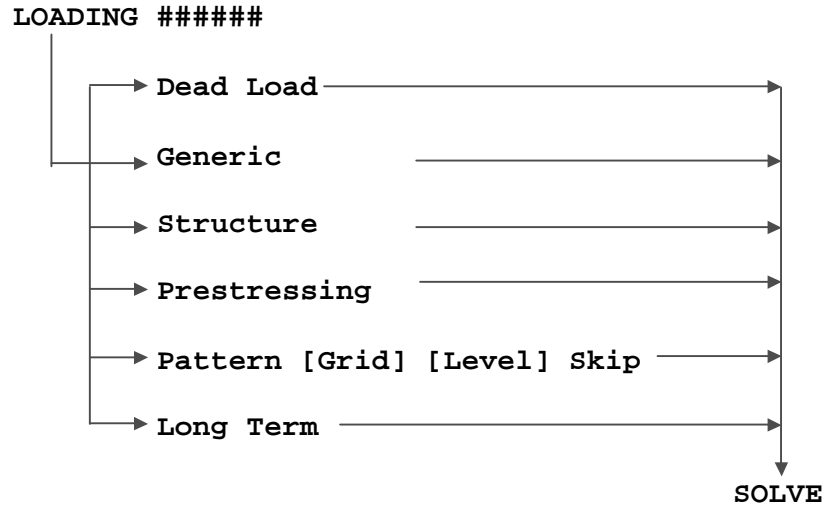 LOADING ######
Dead Load
Generic
Structure
Prestressing
Pattern [Grid] [Level] Skip
Long Term
SOLVE